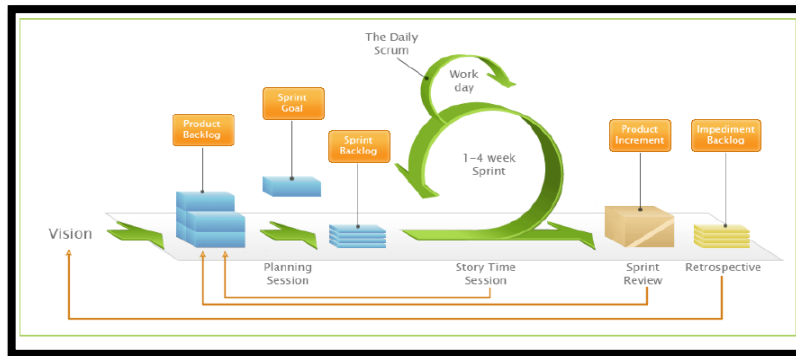 The Daily
Scrum
Work
day
Sprint
Goal
Product
Backlog
Sprint
Backlog
1-4 week
Sprint
Product
Increment
Impediment
Backlog
Vision
Planning
Session
Story Time
Session
Sprint
Review
Retrospective